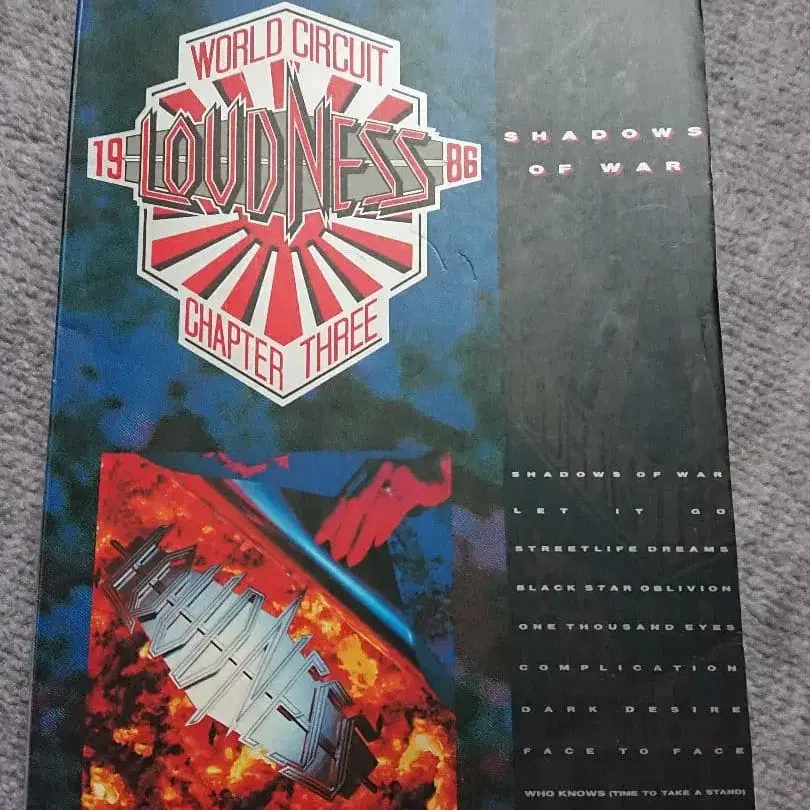 WORLD CIRCUIT
19 LOUDNESS 86
CHAPTER THREE
SHADOWS
OF WAR
LOUDNESS
SHADOWS OF WAR
LET IT GO
STREETLIFE DREAMS
BLACK STAR OBLIVION
ONE THOUSAND EYES
COMPLICATION
DARK DESIRE
FACE TO FACE
WHO KNOWS (TIME TO TAKE A STAND)